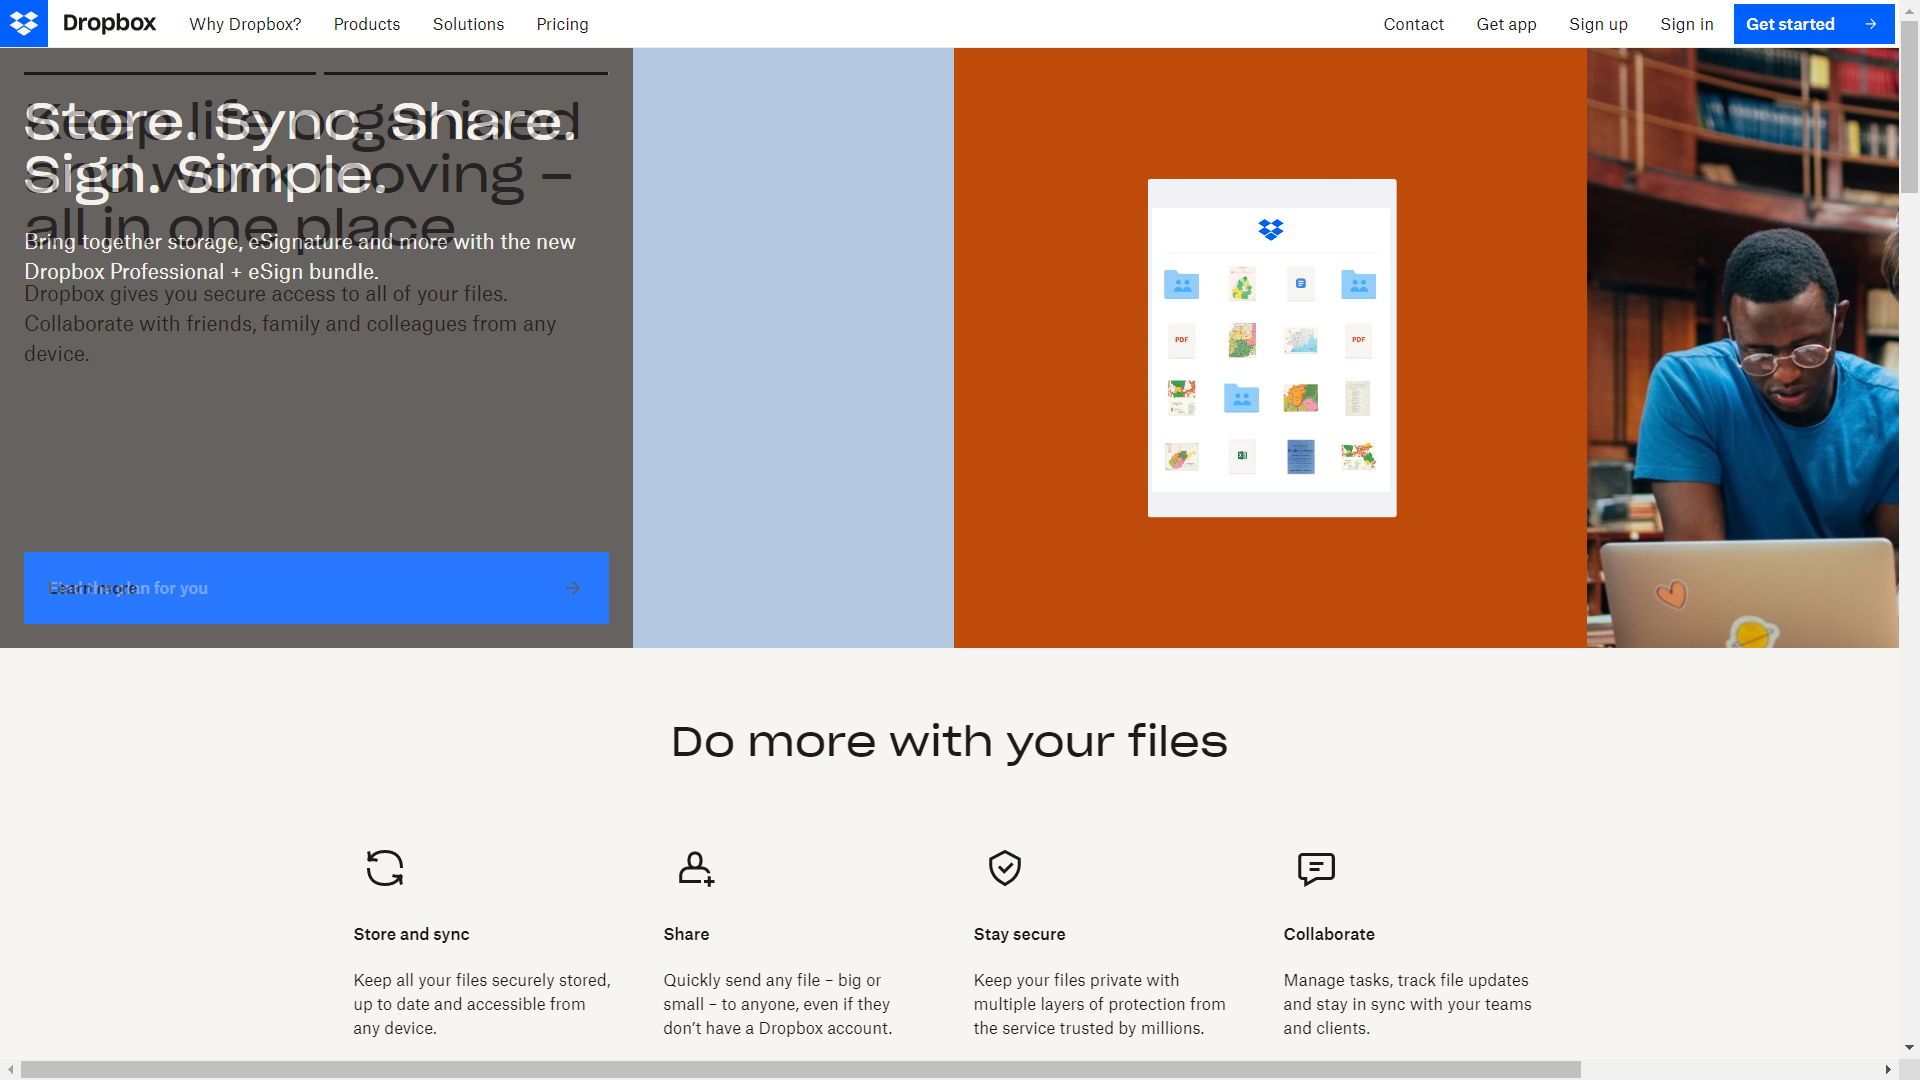 Dropbox
Why Dropbox?
Products
Solutions
Pricing
Contact
Get app
Sign up
Sign in
Get started
Store. Sync. Share.
Sign. Simple.
Keep life organised
and work moving –
all in one place
Bring together storage, eSignature and more with the new
Dropbox Professional + eSign bundle.
Dropbox gives you secure access to all of your files.
Collaborate with friends, family and colleagues from any
device.
Learn more
Find the plan for you
PDF
PDF
Do more with your files
Store and sync
Keep all your files securely stored,
up to date and accessible from
any device.
Share
Quickly send any file – big or
small – to anyone, even if they
don’t have a Dropbox account.
Stay secure
Keep your files private with
multiple layers of protection from
the service trusted by millions.
Collaborate
Manage tasks, track file updates
and stay in sync with your teams
and clients.